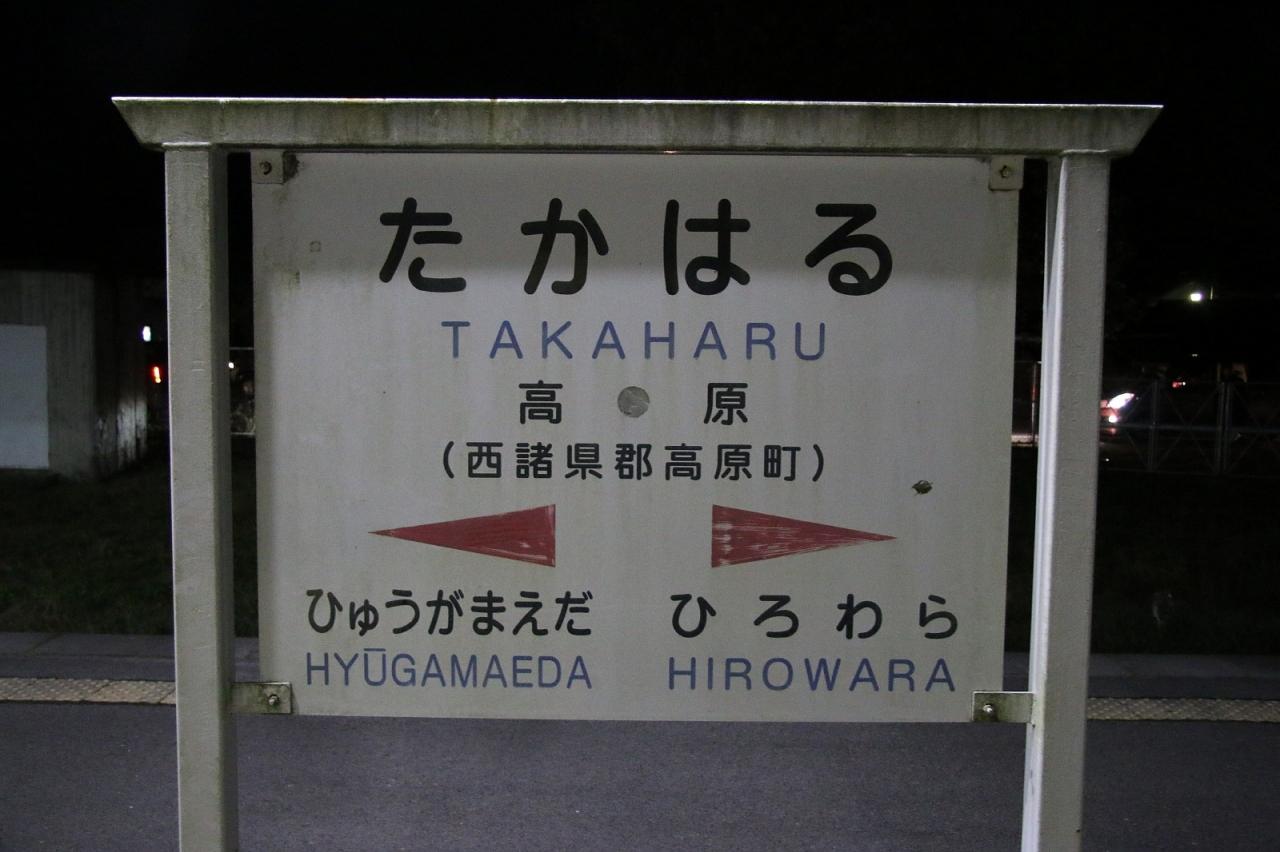 たかはる
TAKAHARU
高原
(西諸県郡高原町)
ひゅうがまえだ ひろわら
HYŪGAMAEDA HIROWARA